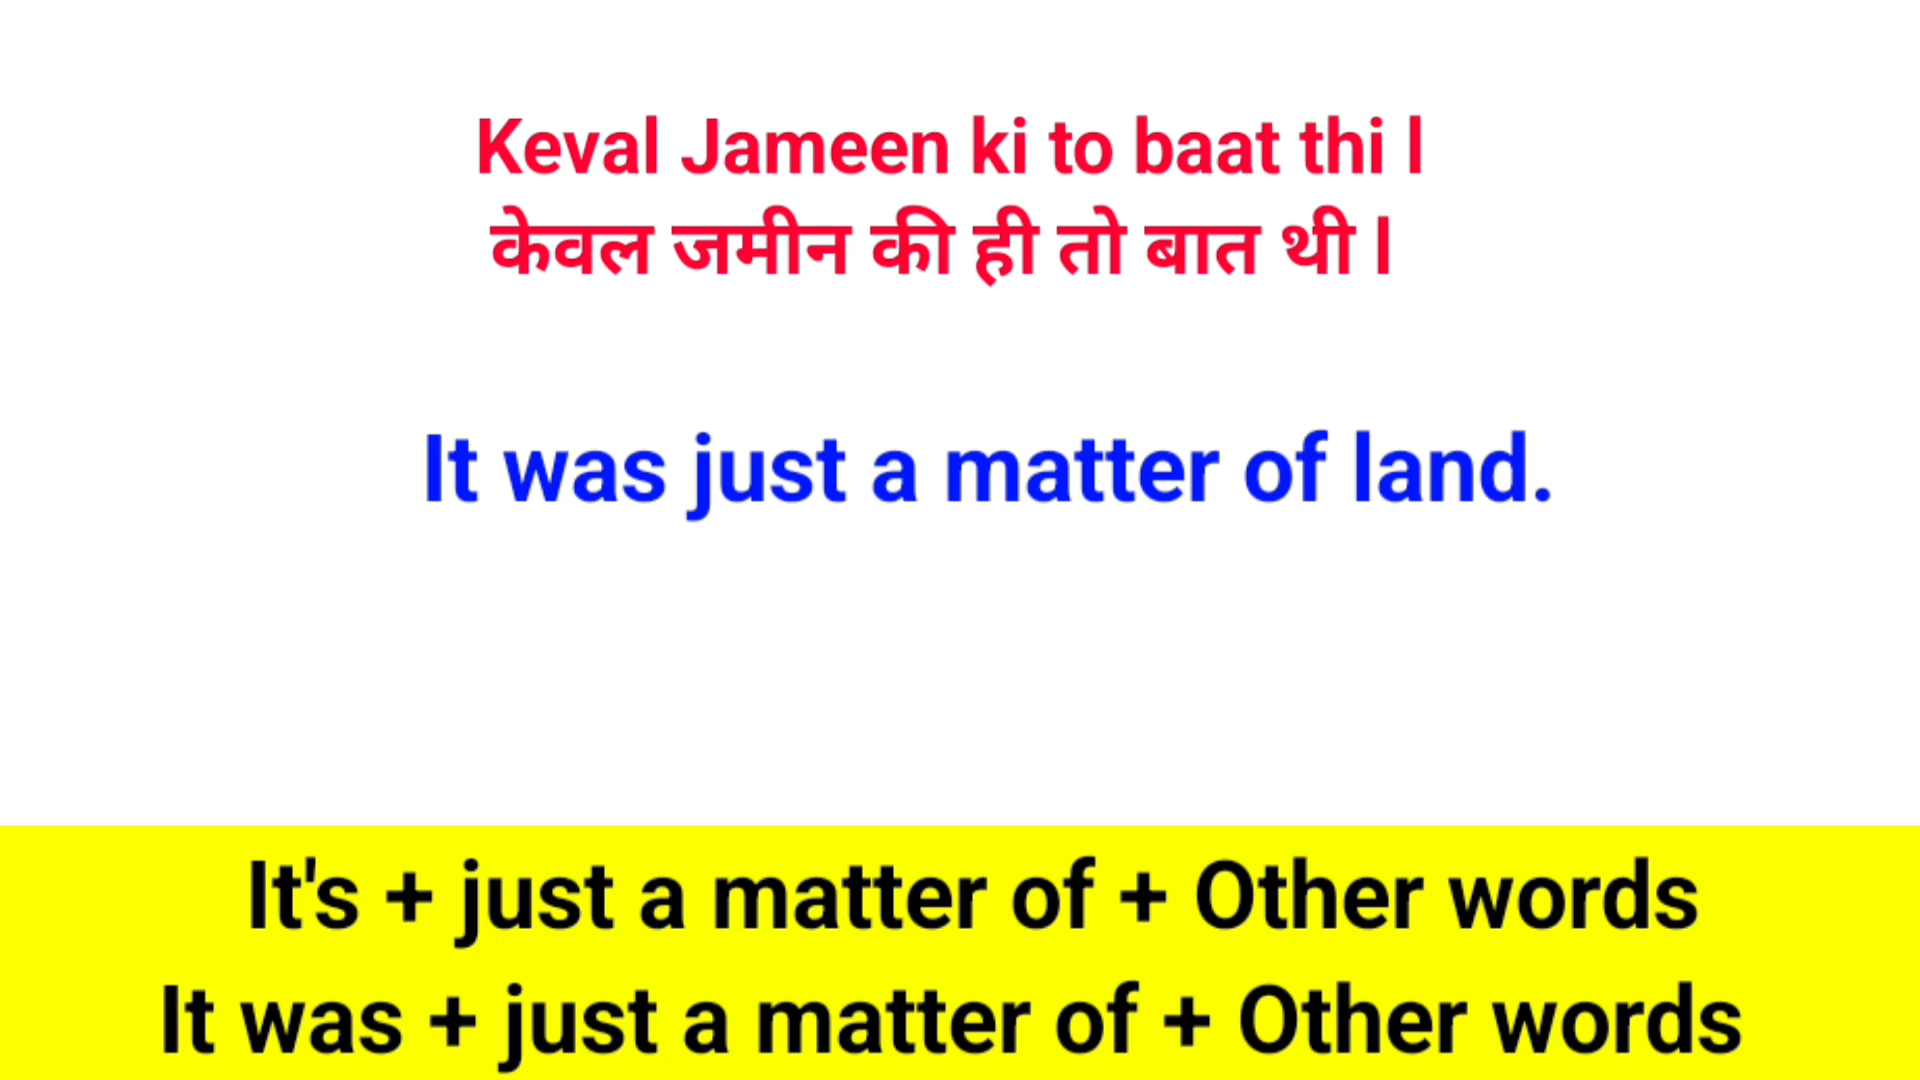 Keval Jameen ki to baat thi l
केवल जमीन की ही तो बात थी l
It was just a matter of land.
It's + just a matter of + Other words
It was + just a matter of + Other words